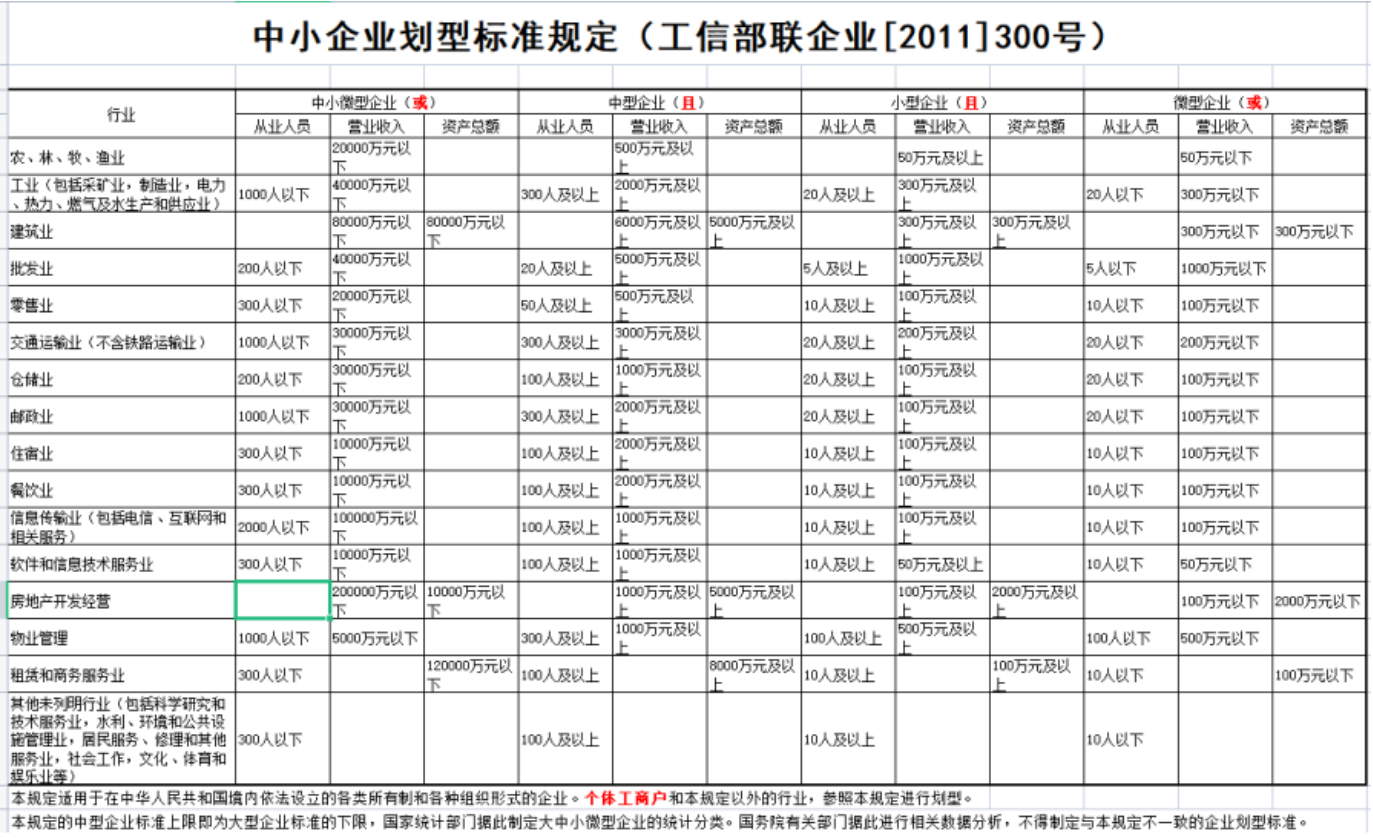 中小企业划型标准规定（工信部联企业[2011]300号）
行业 中小微型企业（或） 中型企业（且） 小型企业（且） 微型企业（或）
从业人员 营业收入 资产总额 从业人员 营业收入 资产总额 从业人员 营业收入 资产总额 从业人员 营业收入 资产总额
农、林、牧、渔业 20000万元以下 500万元及以上 50万元及以上 50万元以下
工业（包括采矿业，制造业，电力、热力、燃气及水生产和供应业） 1000人以下 40000万元以下 300人及以上 2000万元及以上 20人及以上 300万元及以上 20人以下 300万元以下
建筑业 80000万元以下 80000万元以下 6000万元及以上 5000万元及以上 300万元及以上 300万元及以上 300万元以下 300万元以下
批发业 200人以下 40000万元以下 20人及以上 5000万元及以上 5人及以上 1000万元及以上 5人以下 1000万元以下
零售业 300人以下 20000万元以下 50人及以上 500万元及以上 10人及以上 100万元及以上 10人以下 100万元以下
交通运输业（不含铁路运输业） 1000人以下 30000万元以下 300人及以上 3000万元及以上 20人及以上 200万元及以上 20人以下 200万元以下
仓储业 200人以下 30000万元以下 100人及以上 1000万元及以上 20人及以上 100万元及以上 20人以下 100万元以下
邮政业 1000人以下 30000万元以下 300人及以上 2000万元及以上 20人及以上 100万元及以上 20人以下 100万元以下
住宿业 300人以下 10000万元以下 100人及以上 2000万元及以上 10人及以上 100万元及以上 10人以下 100万元以下
餐饮业 300人以下 10000万元以下 100人及以上 2000万元及以上 10人及以上 100万元及以上 10人以下 100万元以下
信息传输业（包括电信、互联网和相关服务） 2000人以下 100000万元以下 100人及以上 1000万元及以上 10人及以上 100万元及以上 10人以下 100万元以下
软件和信息技术服务业 300人以下 10000万元以下 100人及以上 1000万元及以上 10人及以上 50万元及以上 10人以下 50万元以下
房地产开发经营 200000万元以下 10000万元以下 1000万元及以上 5000万元及以上 100万元及以上 2000万元及以上 100万元以下 2000万元以下
物业管理 1000人以下 5000万元以下 300人及以上 1000万元及以上 100人及以上 500万元及以上 100人以下 500万元以下
租赁和商务服务业 300人以下 120000万元以下 100人及以上 8000万元及以上 10人及以上 100万元及以上 10人以下 100万元以下
其他未列明行业（包括科学研究和技术服务业，水利、环境和公共设施管理业，居民服务、修理和其他服务业，社会工作，文化、体育和娱乐业等） 300人以下 100人及以上 10人及以上 10人以下
本规定适用于在中华人民共和国境内依法设立的各类所有制和各种组织形式的企业。个体工商户和本规定以外的行业，参照本规定进行划型。
本规定的中型企业标准上限即为大型企业标准的下限，国家统计部门据此制定大中小微型企业的统计分类。国务院有关部门据此进行相关数据分析，不得制定与本规定不一致的企业划型标准。